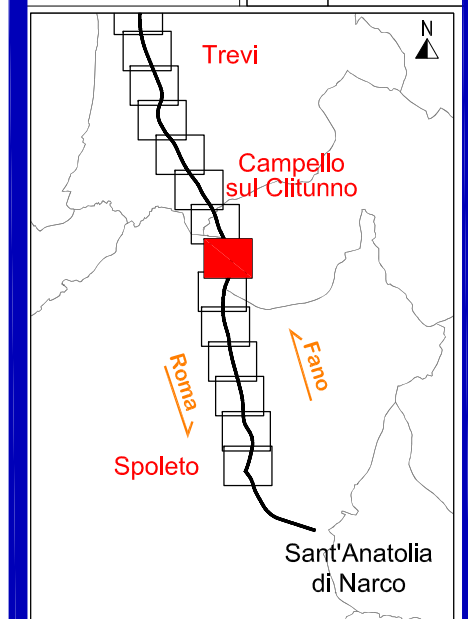 N
Trevi
Campello
sul Clitunno
Fano
Roma
Spoleto
Sant'Anatolia
di Narco